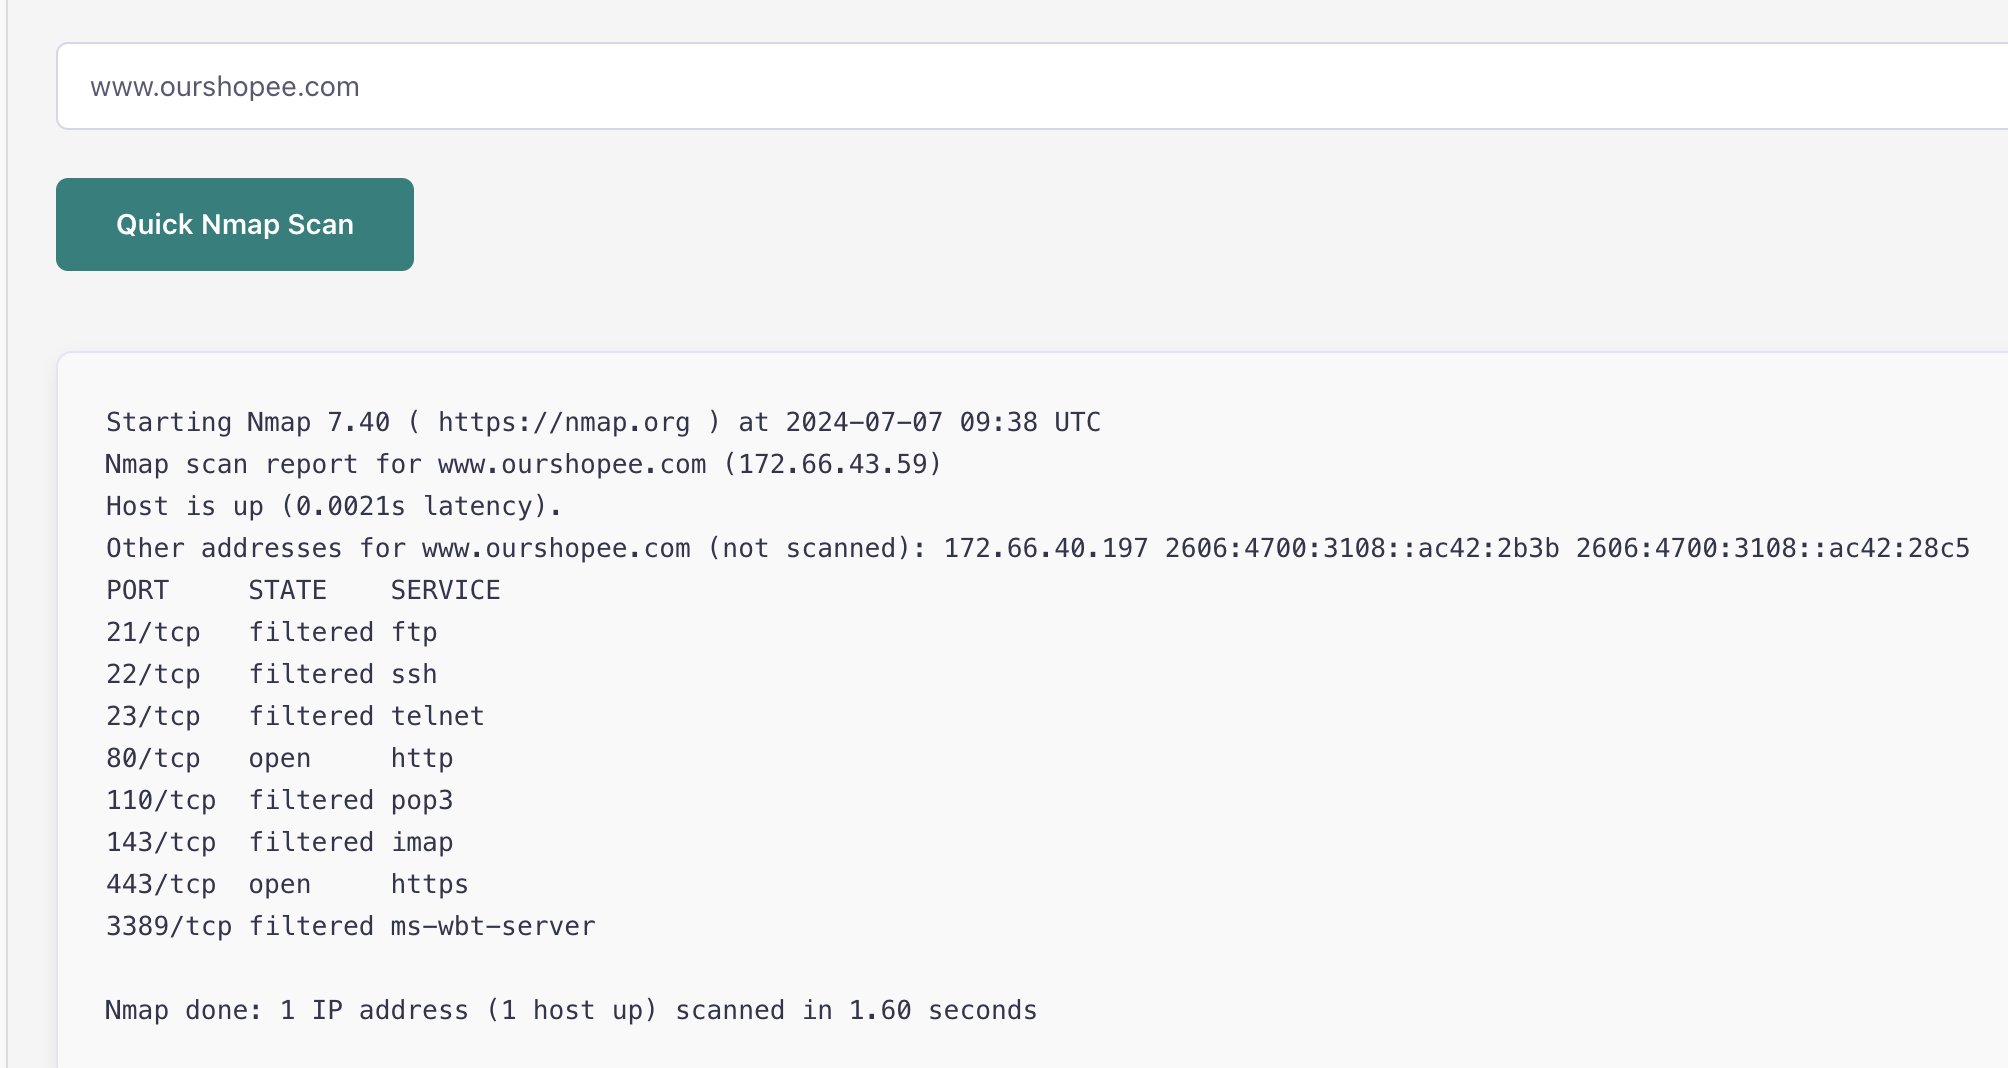 www.ourshopee.com
Quick Nmap Scan
Starting Nmap 7.40 ( https://nmap.org ) at 2024-07-07 09:38 UTC
Nmap scan report for www.ourshopee.com (172.66.43.59)
Host is up (0.0021s latency).
Other addresses for www.ourshopee.com (not scanned): 172.66.40.197 2606:4700:3108::ac42:2b3b 2606:4700:3108::ac42:28c5
PORT     STATE    SERVICE
21/tcp   filtered ftp
22/tcp   filtered ssh
23/tcp   filtered telnet
80/tcp   open     http
110/tcp  filtered pop3
143/tcp  filtered imap
443/tcp  open     https
3389/tcp filtered ms-wbt-server
Nmap done: 1 IP address (1 host up) scanned in 1.60 seconds